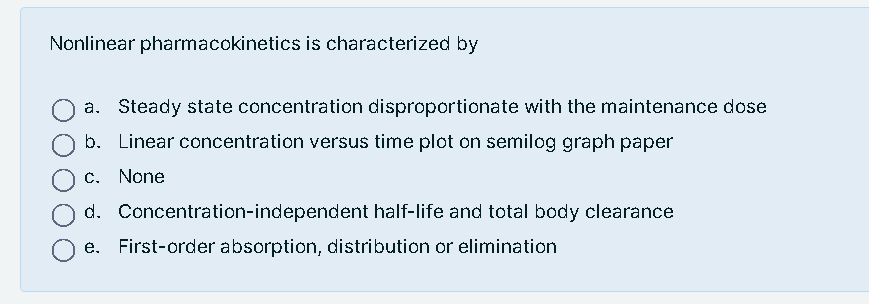 Nonlinear pharmacokinetics is characterized by
a. Steady state concentration disproportionate with the maintenance dose
b. Linear concentration versus time plot on semilog graph paper
c. None
d. Concentration-independent half-life and total body clearance
e. First-order absorption, distribution or elimination